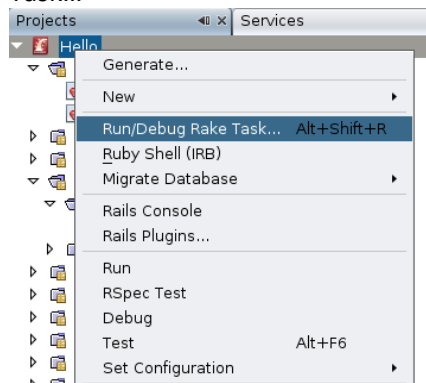 Projects
Services
Hello
Generate...
New
Run/Debug Rake Task... Alt+Shift+R
Ruby Shell (IRB)
Migrate Database
Rails Console
Rails Plugins...
Run
RSpec Test
Debug
Test Alt+F6
Set Configuration